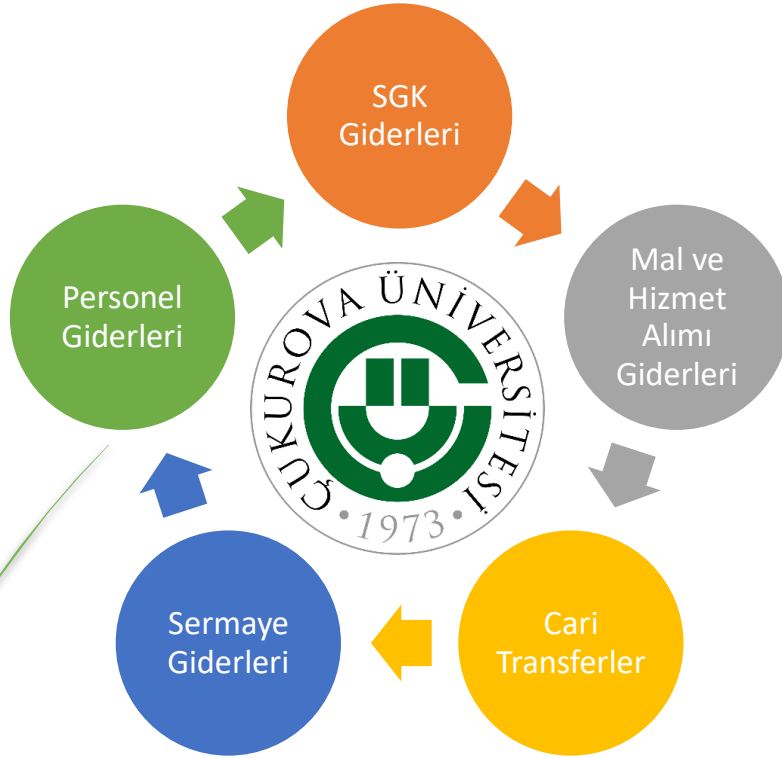 SGK
Giderleri
Mal ve
Hizmet
Alımı
Giderleri
Cari
Transferler
Sermaye
Giderleri
Personel
Giderleri
ÇUKUROVA ÜNİVERSİTESİ
• 1973 •